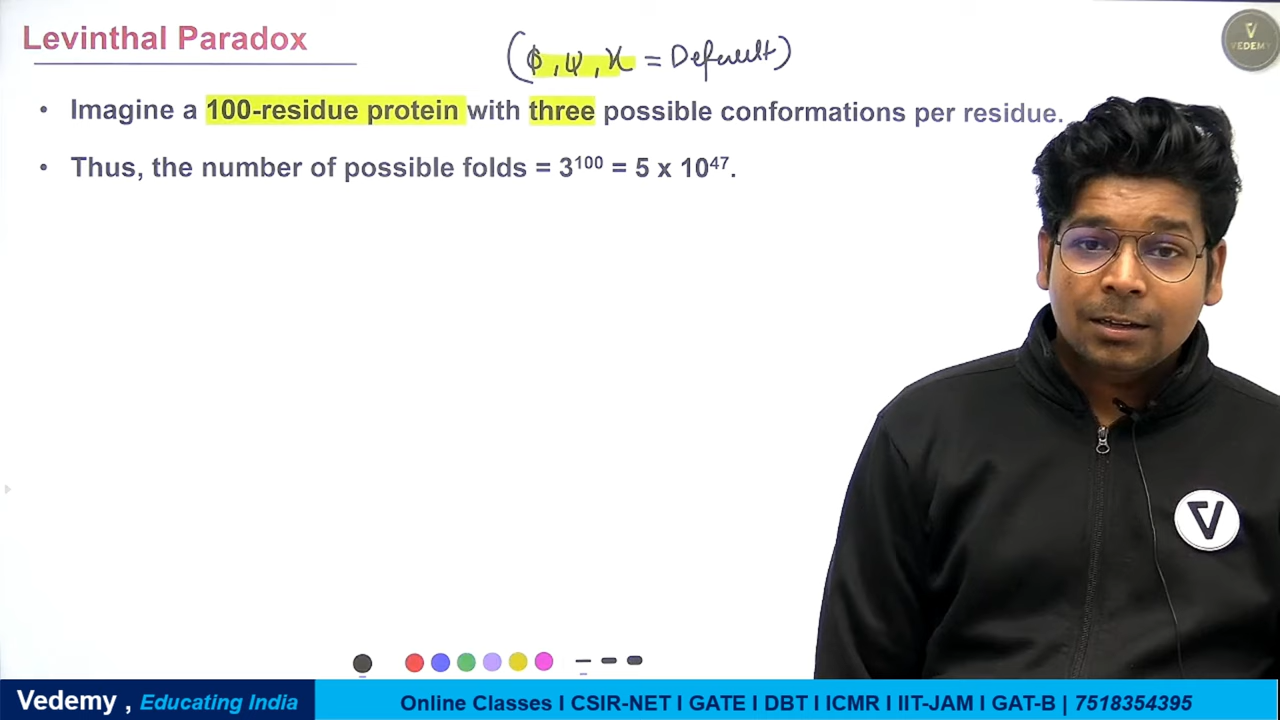 Levinthal Paradox
(ϕ, ψ, χ = Default)
VEDEMY
• Imagine a 100-residue protein with three possible conformations per residue.
• Thus, the number of possible folds = 3¹⁰⁰ = 5 x 10⁴⁷.
Vedemy , Educating India
Online Classes I CSIR-NET I GATE I DBT I ICMR I IIT-JAM I GAT-B | 7518354395